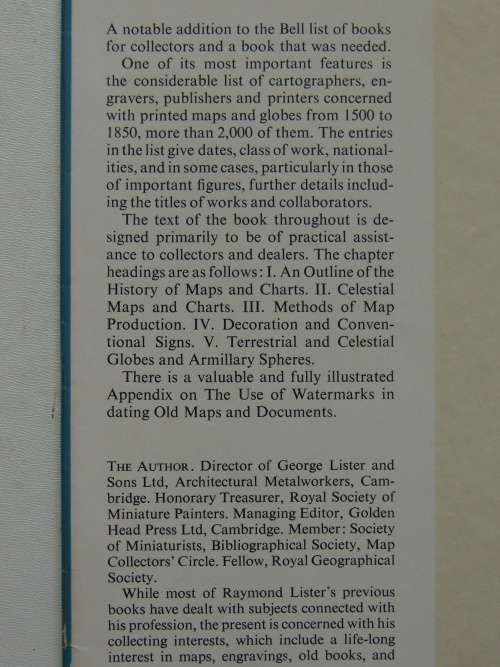 A notable addition to the Bell list of books
for collectors and a book that was needed.
One of its most important features is
the considerable list of cartographers, en-
gravers, publishers and printers concerned
with printed maps and globes from 1500 to
1850, more than 2,000 of them. The entries
in the list give dates, class of work, national-
ities, and in some cases, particularly in those
of important figures, further details includ-
ing the titles of works and collaborators.
The text of the book throughout is de-
signed primarily to be of practical assist-
ance to collectors and dealers. The chapter
headings are as follows: I. An Outline of the
History of Maps and Charts. II. Celestial
Maps and Charts. III. Methods of Map
Production. IV. Decoration and Conven-
tional Signs. V. Terrestrial and Celestial
Globes and Armillary Spheres.
There is a valuable and fully illustrated
Appendix on The Use of Watermarks in
dating Old Maps and Documents.
THE AUTHOR. Director of George Lister and
Sons Ltd, Architectural Metalworkers, Cam-
bridge. Honorary Treasurer, Royal Society of
Miniature Painters. Managing Editor, Golden
Head Press Ltd, Cambridge. Member: Society
of Miniaturists, Bibliographical Society, Map
Collectors' Circle. Fellow, Royal Geographical
Society.
While most of Raymond Lister's previous
books have dealt with subjects connected with
his profession, the present is concerned with his
collecting interests, which include a life-long
interest in maps, engravings, old books, and